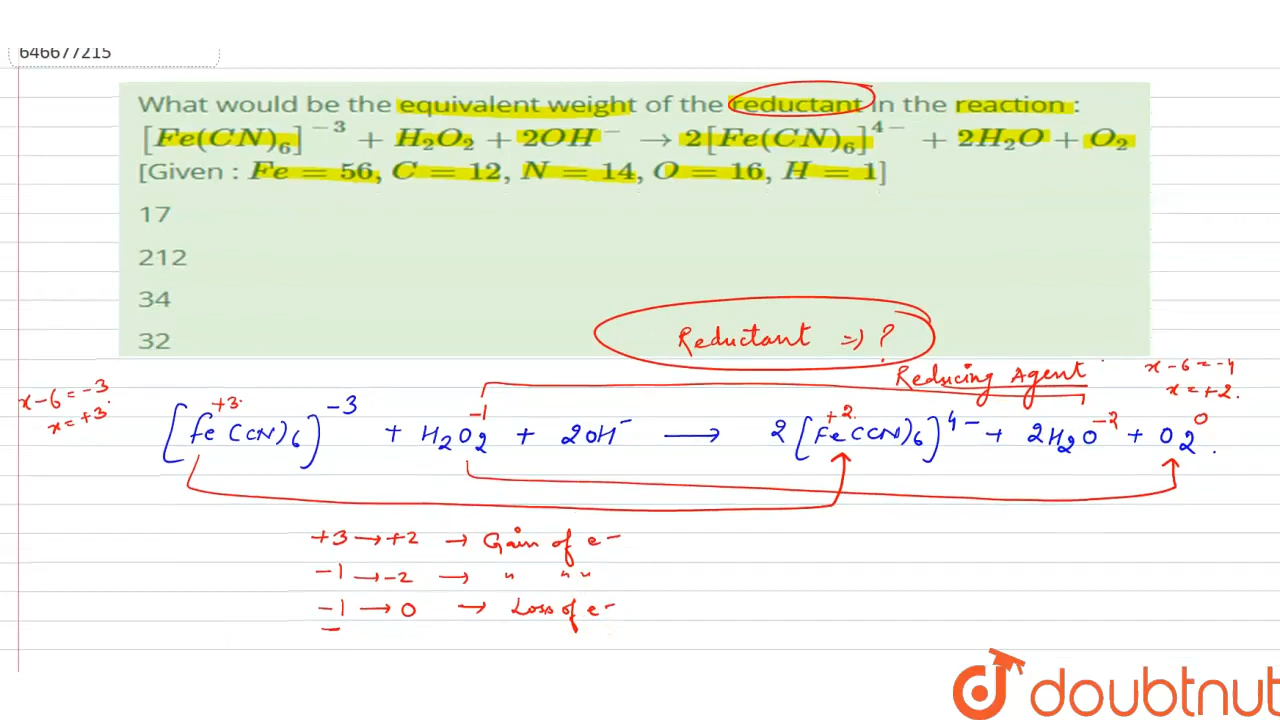 646677215
What would be the equivalent weight of the reductant in the reaction :
[Fe(CN)₆]⁻³ + H₂O₂ + 2OH⁻ → 2[Fe(CN)₆]⁴⁻ + 2H₂O + O₂
[Given : Fe = 56, C = 12, N = 14, O = 16, H = 1]
17
212
34
32
Reductant => ?
Reducing Agent
x-6=-4
x=+2.
x-6=-3
x=+3.
+3. -1 +2. -2 0
[Fe(CN)₆]⁻³ + H₂O₂ + 2OH⁻ → 2[Fe(CN)₆]⁴⁻ + 2H₂O + O₂.
+3 → +2 → Gain of e-
-1 → -2 → " " "
-1 → 0 → Loss of e-
doubtnut